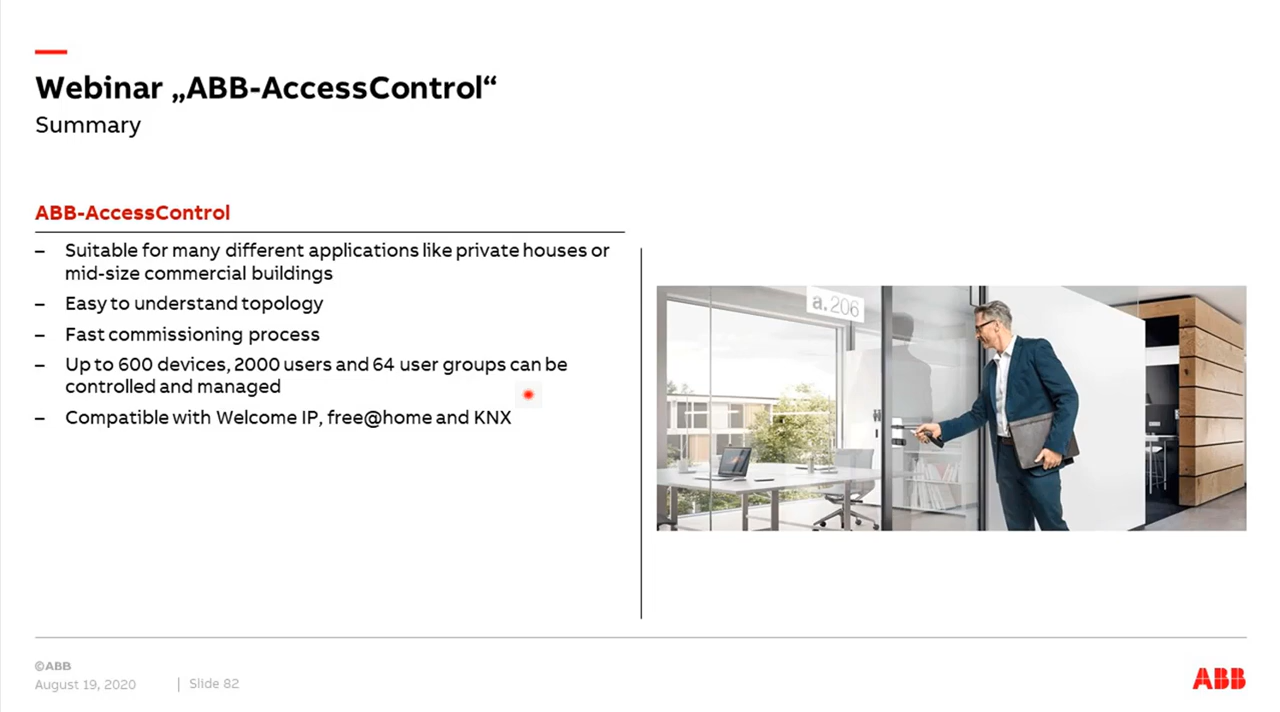 Webinar „ABB-AccessControl“
Summary
ABB-AccessControl
– Suitable for many different applications like private houses or
mid-size commercial buildings
– Easy to understand topology
– Fast commissioning process
– Up to 600 devices, 2000 users and 64 user groups can be
controlled and managed
– Compatible with Welcome IP, free@home and KNX
a.206
©ABB
August 19, 2020 | Slide 82
ABB